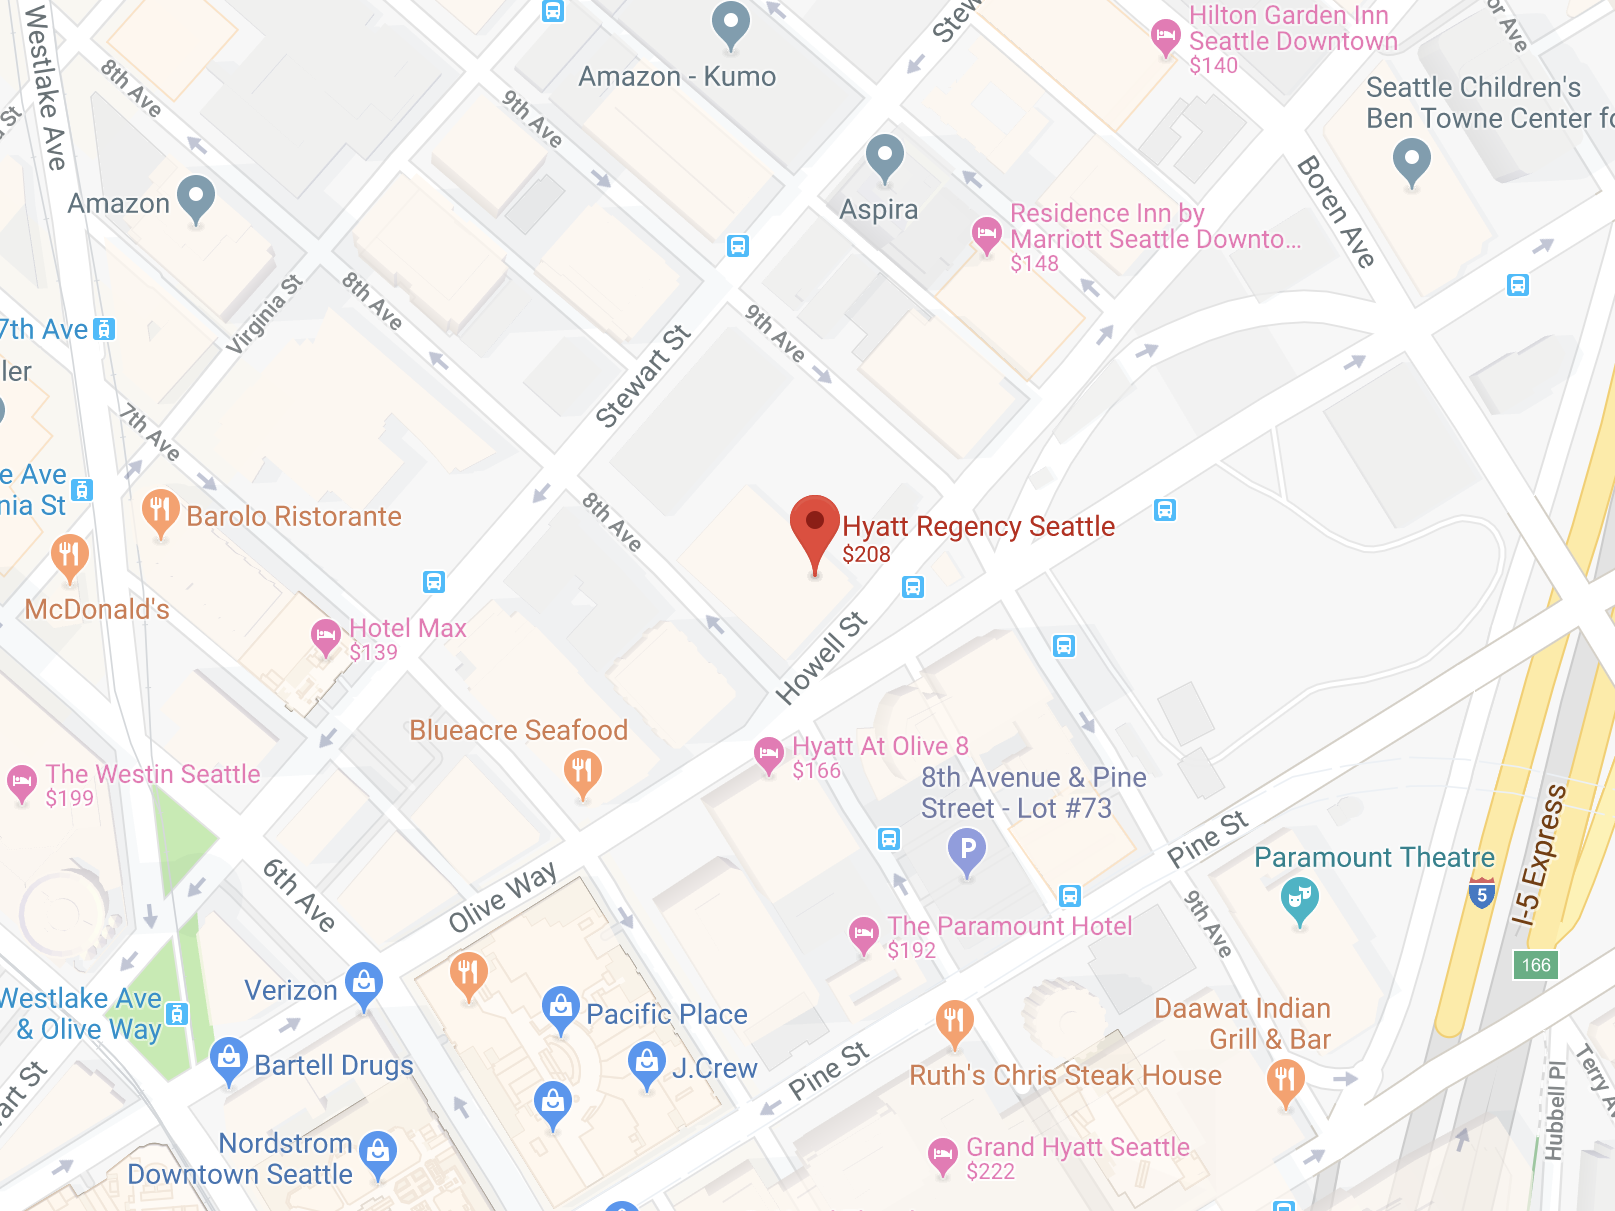 Westlake Ave
8th Ave
Amazon - Kumo
Stew
Hilton Garden Inn
Seattle Downtown
$140
or Ave
Seattle Children's
Ben Towne Center fo
9th Ave
a St
Amazon
Aspira
Residence Inn by
Marriott Seattle Downto...
$148
Boren Ave
Virginia St
8th Ave
7th Ave
ler
Stewart St
9th Ave
7th Ave
e Ave
nia St
Barolo Ristorante
8th Ave
Hyatt Regency Seattle
$208
McDonald's
Hotel Max
$139
Howell St
Blueacre Seafood
Hyatt At Olive 8
$166
The Westin Seattle
$199
8th Avenue & Pine
Street - Lot #73
P
Pine St
Paramount Theatre
I-5 Express
5
6th Ave
Olive Way
The Paramount Hotel
$192
9th Ave
166
Verizon
Westlake Ave
& Olive Way
Pacific Place
Daawat Indian
Grill & Bar
Bartell Drugs
J.Crew
Pine St
Ruth's Chris Steak House
art St
Hubbell Pl
Terry A
Nordstrom
Downtown Seattle
Grand Hyatt Seattle
$222